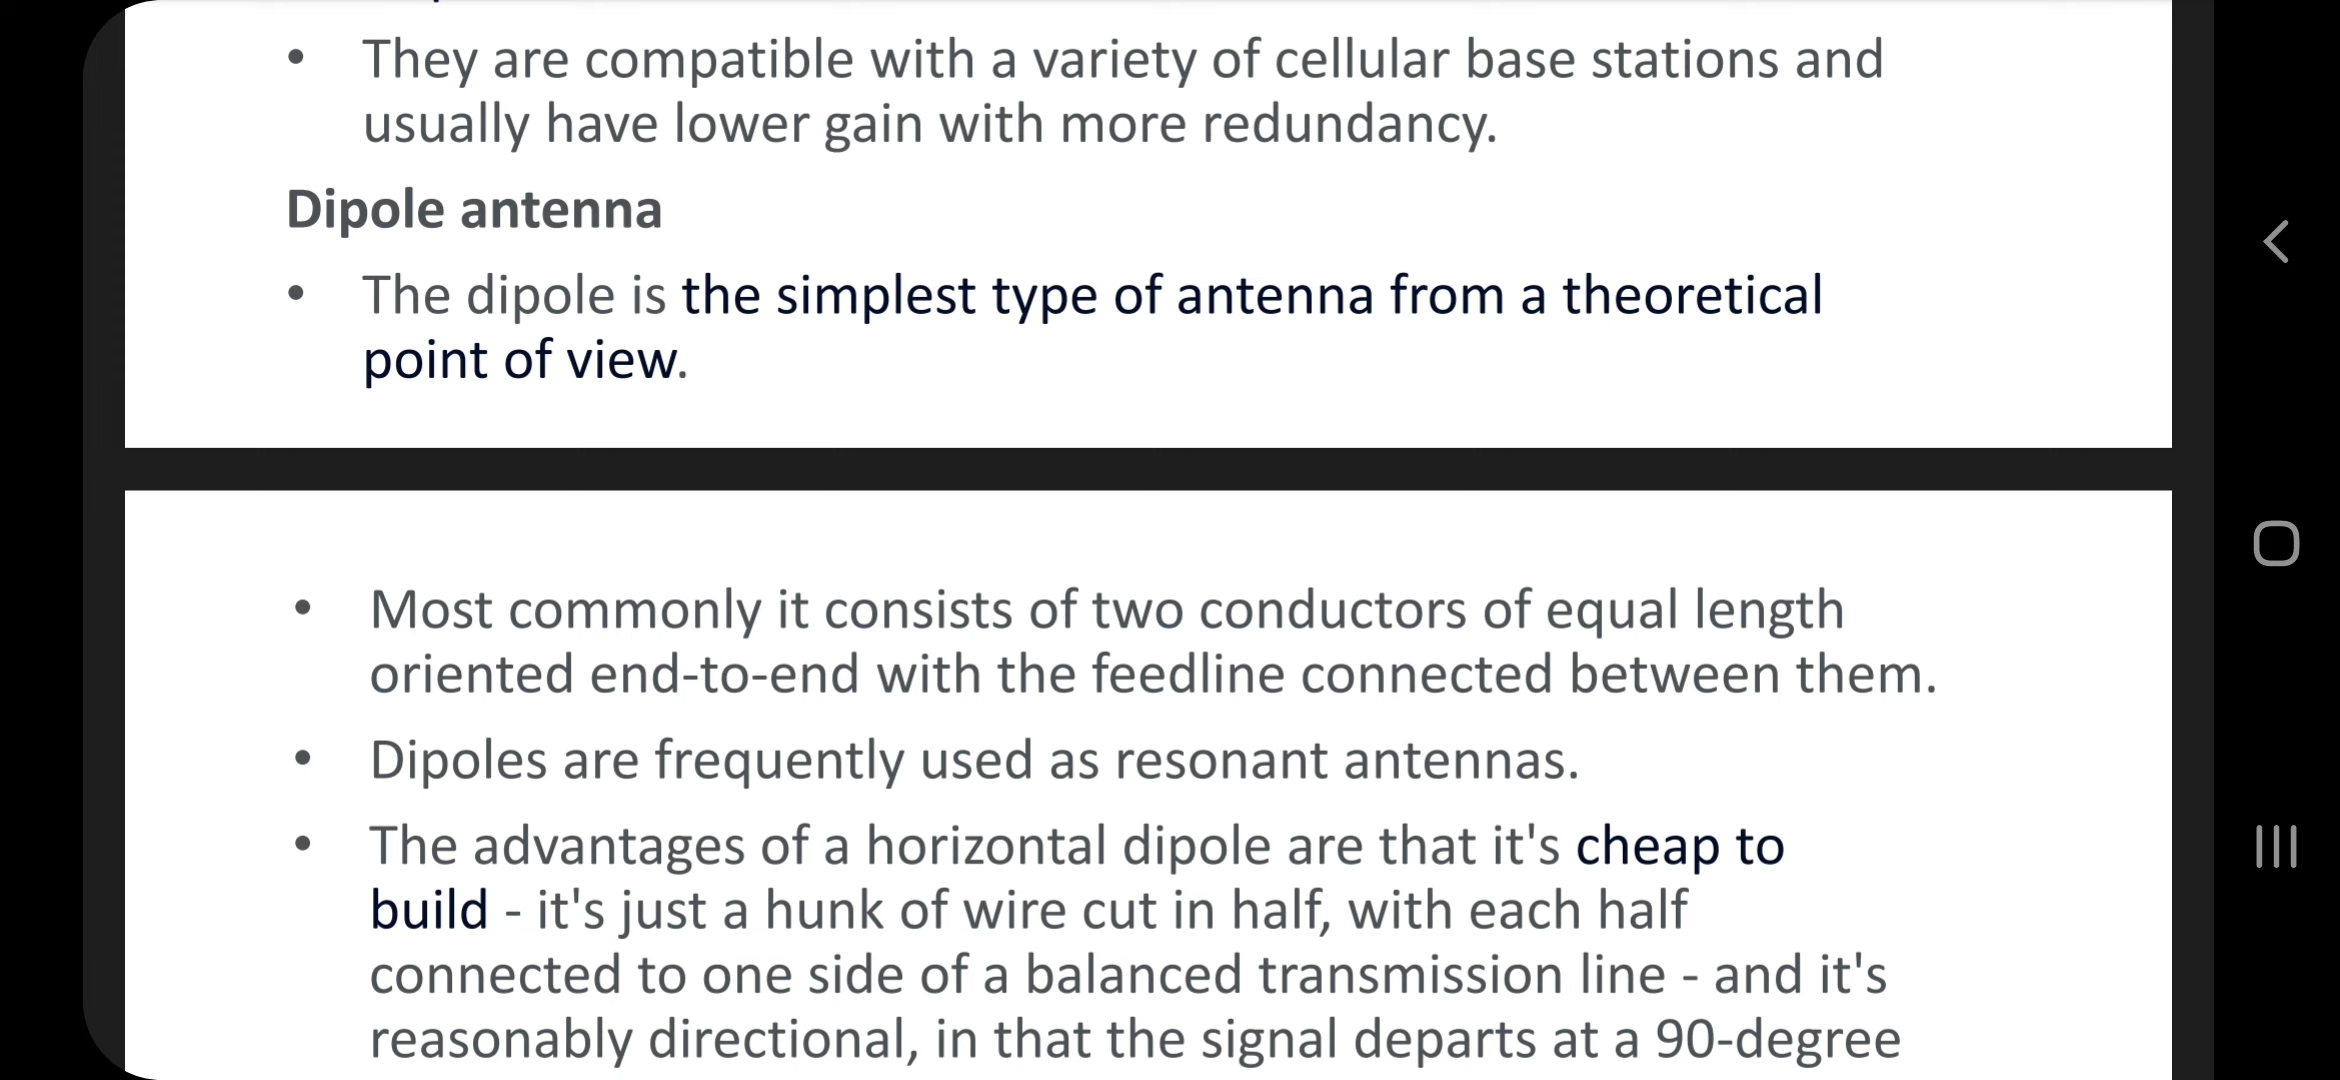 • They are compatible with a variety of cellular base stations and
usually have lower gain with more redundancy.
Dipole antenna
• The dipole is the simplest type of antenna from a theoretical
point of view.
• Most commonly it consists of two conductors of equal length
oriented end-to-end with the feedline connected between them.
• Dipoles are frequently used as resonant antennas.
• The advantages of a horizontal dipole are that it's cheap to
build - it's just a hunk of wire cut in half, with each half
connected to one side of a balanced transmission line - and it's
reasonably directional, in that the signal departs at a 90-degree